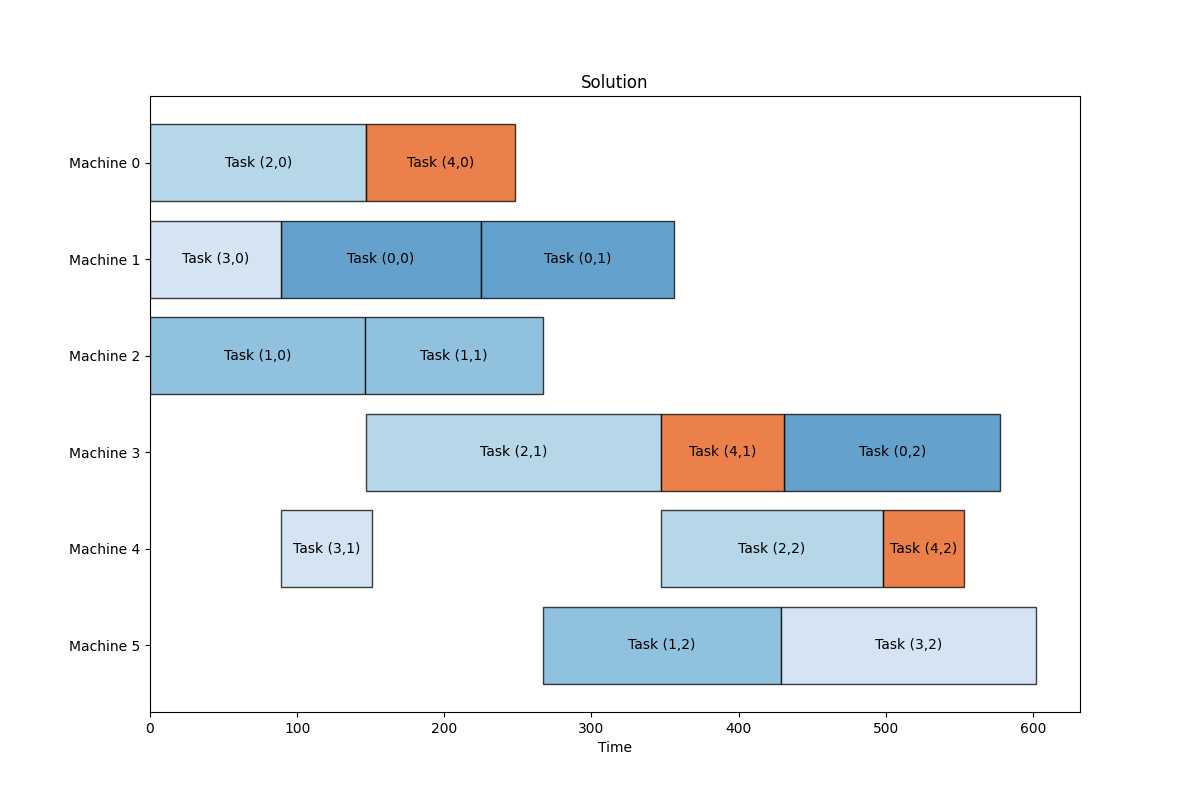 Solution
Machine 0
Task (2,0)
Task (4,0)
Machine 1
Task (3,0)
Task (0,0)
Task (0,1)
Machine 2
Task (1,0)
Task (1,1)
Machine 3
Task (2,1)
Task (4,1)
Task (0,2)
Machine 4
Task (3,1)
Task (2,2)
Task (4,2)
Machine 5
Task (1,2)
Task (3,2)
0 100 200 300 400 500 600
Time